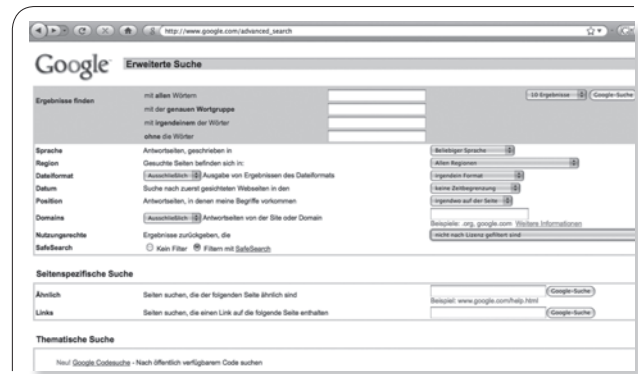 http://www.google.com/advanced_search
Google Erweiterte Suche
Ergebnisse finden mit allen Wörtern 10 Ergebnisse Google-Suche
mit der genauen Wortgruppe
mit irgendeinem der Wörter
ohne die Wörter
Sprache Antwortseiten, geschrieben in Beliebiger Sprache
Region Gesuchte Seiten befinden sich in: Allen Regionen
Dateiformat Ausschließlich Ausgabe von Ergebnissen des Dateiformats irgendein Format
Datum Suche nach zuerst gesichteten Webseiten in den keine Zeitbegrenzung
Position Antwortseiten, in denen meine Begriffe vorkommen irgendwo auf der Seite
Domains Ausschließlich Antwortseiten von der Site oder Domain
Beispiele: .org, google.com Weitere Informationen
Nutzungsrechte Ergebnisse zurückgeben, die nicht nach Lizenz gefiltert sind
SafeSearch Kein Filter Filtern mit SafeSearch
Seitenspezifische Suche
Ähnlich Seiten suchen, die der folgenden Seite ähnlich sind Google-Suche
Beispiel: www.google.com/help.html
Links Seiten suchen, die einen Link auf die folgende Seite enthalten Google-Suche
Thematische Suche
Neu! Google Codesuche - Nach öffentlich verfügbarem Code suchen